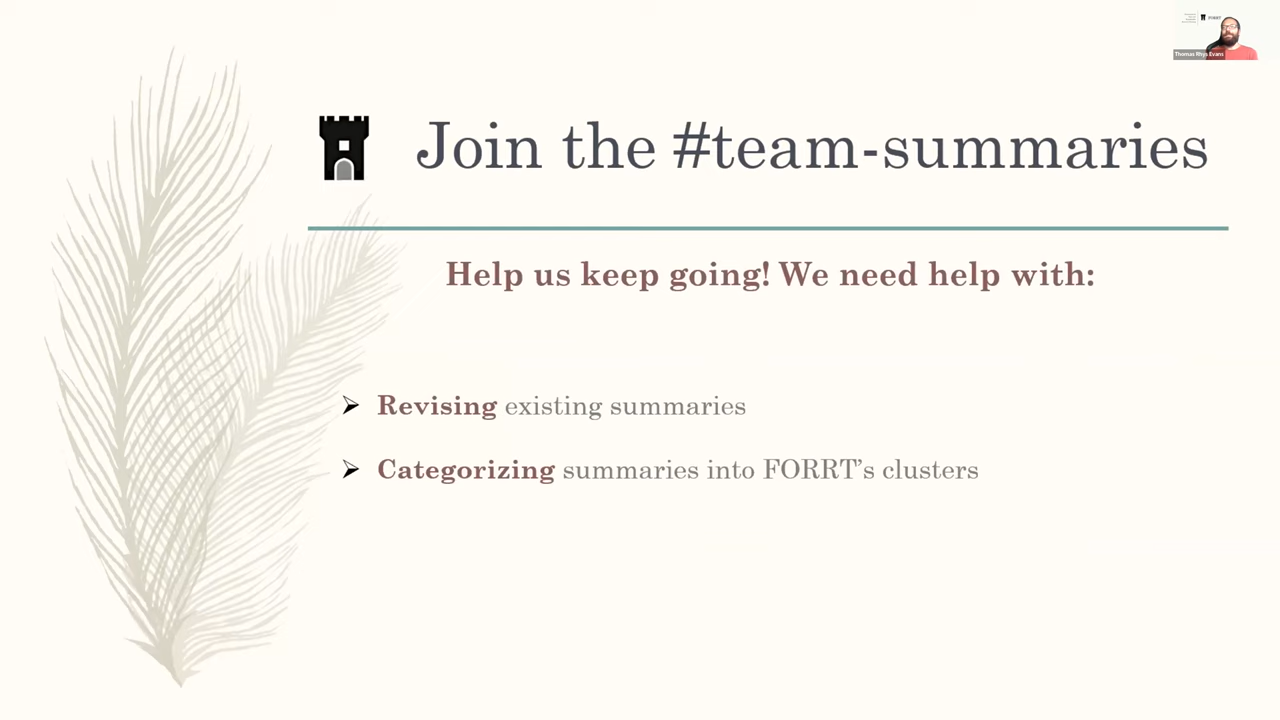 FORRT
Thomas Rhys Evans
Join the #team-summaries
Help us keep going! We need help with:
➢ Revising existing summaries
➢ Categorizing summaries into FORRT’s clusters